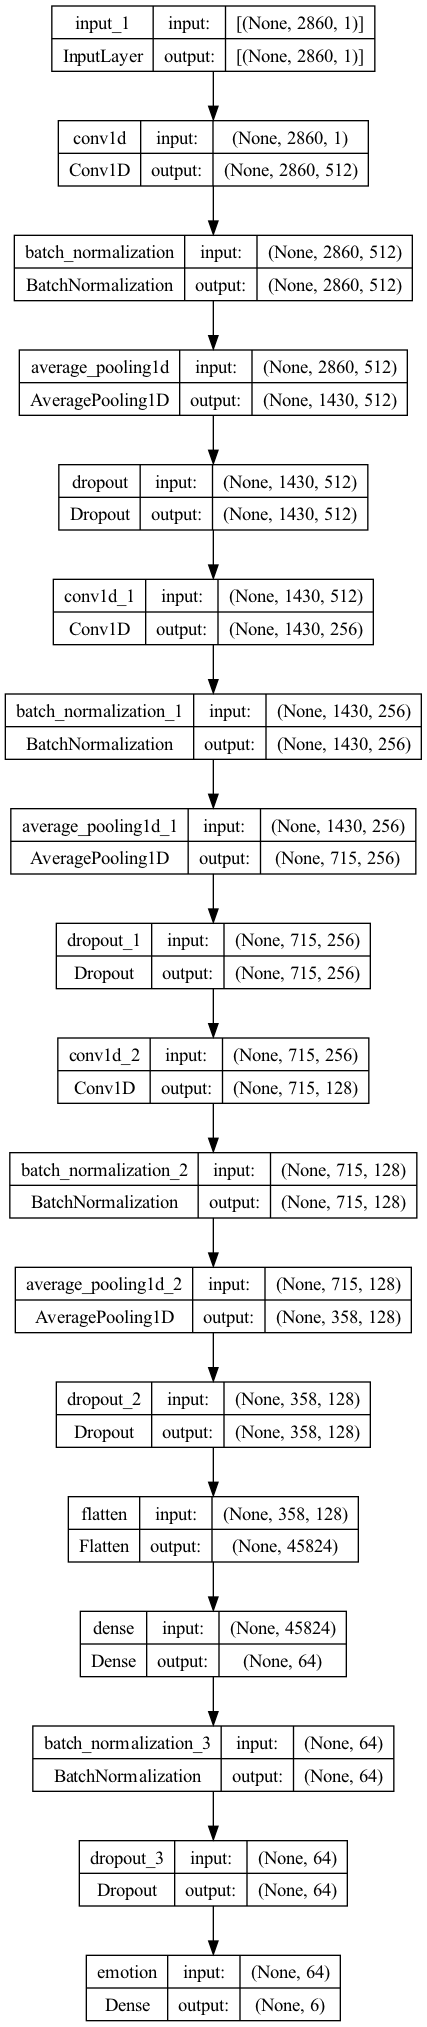 input_1 input: [(None, 2860, 1)]
InputLayer output: [(None, 2860, 1)]
conv1d input: (None, 2860, 1)
Conv1D output: (None, 2860, 512)
batch_normalization input: (None, 2860, 512)
BatchNormalization output: (None, 2860, 512)
average_pooling1d input: (None, 2860, 512)
AveragePooling1D output: (None, 1430, 512)
dropout input: (None, 1430, 512)
Dropout output: (None, 1430, 512)
conv1d_1 input: (None, 1430, 512)
Conv1D output: (None, 1430, 256)
batch_normalization_1 input: (None, 1430, 256)
BatchNormalization output: (None, 1430, 256)
average_pooling1d_1 input: (None, 1430, 256)
AveragePooling1D output: (None, 715, 256)
dropout_1 input: (None, 715, 256)
Dropout output: (None, 715, 256)
conv1d_2 input: (None, 715, 256)
Conv1D output: (None, 715, 128)
batch_normalization_2 input: (None, 715, 128)
BatchNormalization output: (None, 715, 128)
average_pooling1d_2 input: (None, 715, 128)
AveragePooling1D output: (None, 358, 128)
dropout_2 input: (None, 358, 128)
Dropout output: (None, 358, 128)
flatten input: (None, 358, 128)
Flatten output: (None, 45824)
dense input: (None, 45824)
Dense output: (None, 64)
batch_normalization_3 input: (None, 64)
BatchNormalization output: (None, 64)
dropout_3 input: (None, 64)
Dropout output: (None, 64)
emotion input: (None, 64)
Dense output: (None, 6)